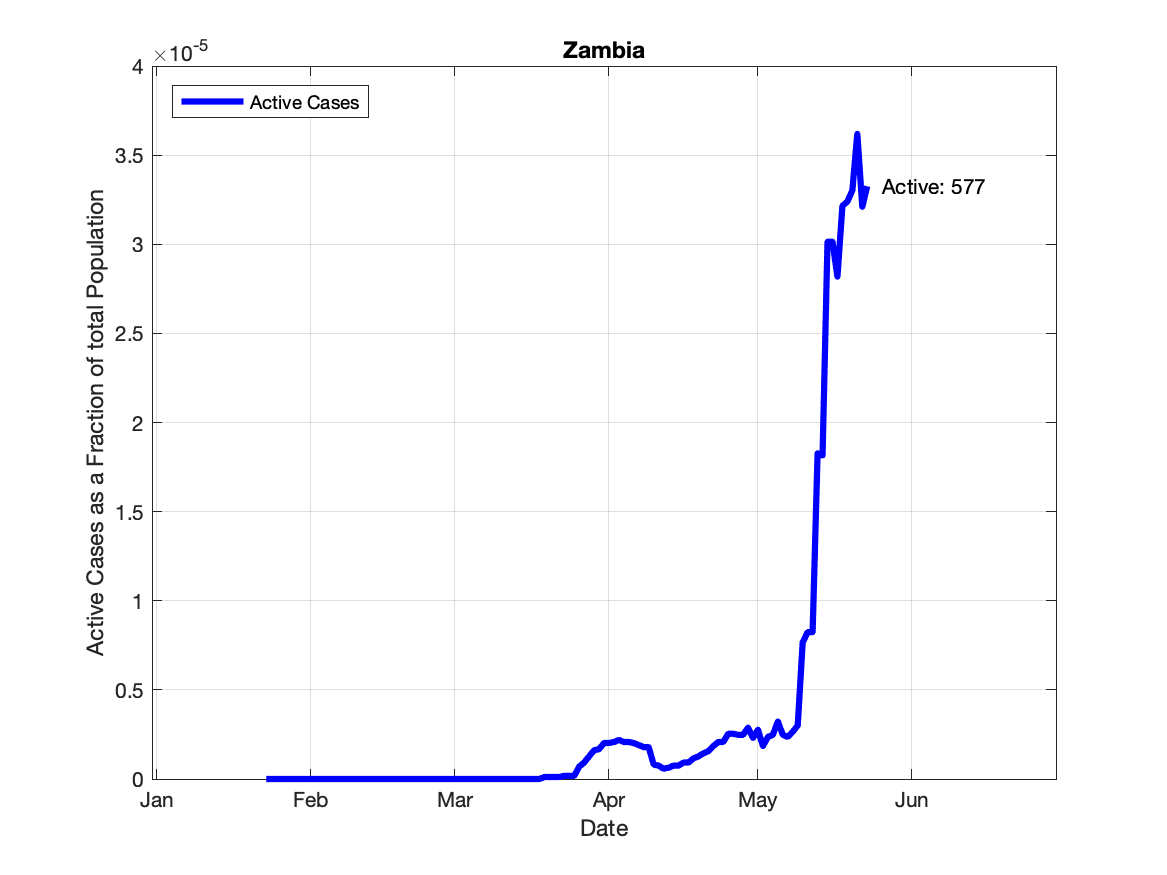 Zambia
×10-5
4
3.5
3
2.5
2
1.5
1
0.5
0
Active Cases as a Fraction of total Population
Active Cases
Active: 577
Jan Feb Mar Apr May Jun
Date